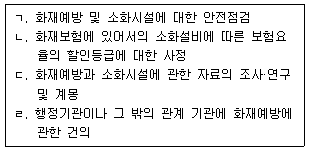 ㄱ. 화재예방 및 소화시설에 대한 안전점검
ㄴ. 화재보험에 있어서의 소화설비에 따른 보험요
율의 할인등급에 대한 사정
ㄷ. 화재예방과 소화시설에 관한 자료의 조사·연구
및 계몽
ㄹ. 행정기관이나 그 밖의 관계 기관에 화재예방에
관한 건의